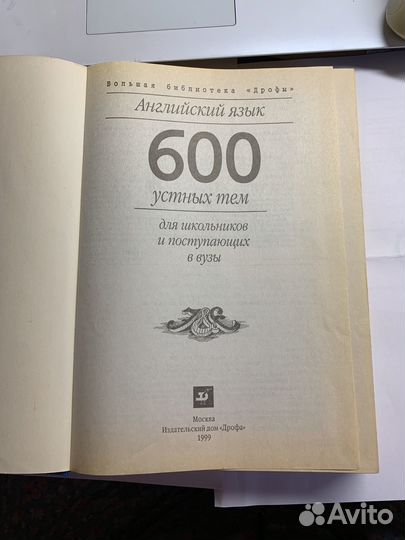 Большая библиотека «Дрофы»
Английский язык
600
устных тем
для школьников
и поступающих
в вузы
Москва
Издательский дом «Дрофа»
1999
Avito